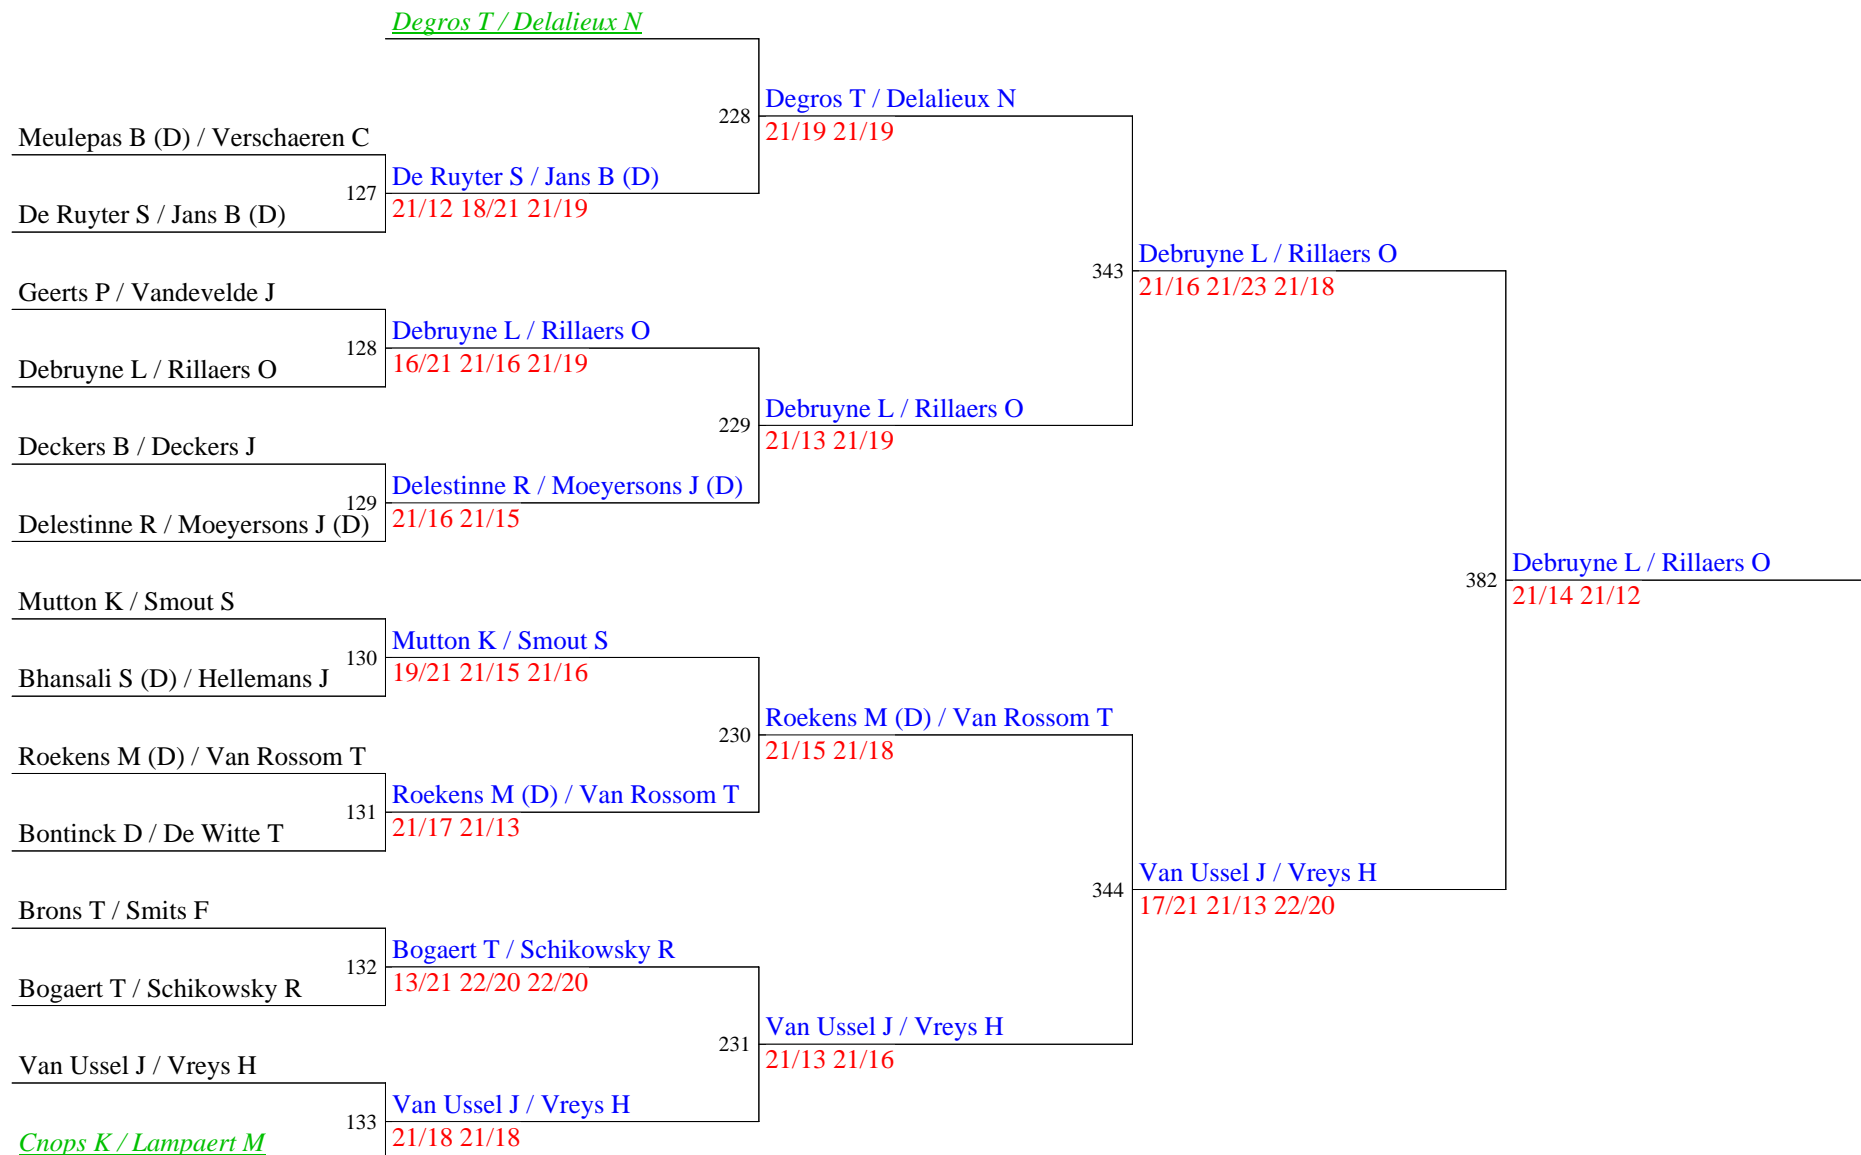 Degros T / Delalieux N
228
Degros T / Delalieux N
21/19 21/19
Meulepas B (D) / Verschaeren C
127
De Ruyter S / Jans B (D)
21/12 18/21 21/19
De Ruyter S / Jans B (D)
343
Debruyne L / Rillaers O
21/16 21/23 21/18
Geerts P / Vandevelde J
128
Debruyne L / Rillaers O
16/21 21/16 21/19
Debruyne L / Rillaers O
229
Debruyne L / Rillaers O
21/13 21/19
Deckers B / Deckers J
129
Delestinne R / Moeyersons J (D)
21/16 21/15
Delestinne R / Moeyersons J (D)
382
Debruyne L / Rillaers O
21/14 21/12
Mutton K / Smout S
130
Mutton K / Smout S
19/21 21/15 21/16
Bhansali S (D) / Hellemans J
230
Roekens M (D) / Van Rossom T
21/15 21/18
Roekens M (D) / Van Rossom T
131
Roekens M (D) / Van Rossom T
21/17 21/13
Bontinck D / De Witte T
344
Van Ussel J / Vreys H
17/21 21/13 22/20
Brons T / Smits F
132
Bogaert T / Schikowsky R
13/21 22/20 22/20
Bogaert T / Schikowsky R
231
Van Ussel J / Vreys H
21/13 21/16
Van Ussel J / Vreys H
133
Van Ussel J / Vreys H
21/18 21/18
Cnops K / Lampaert M